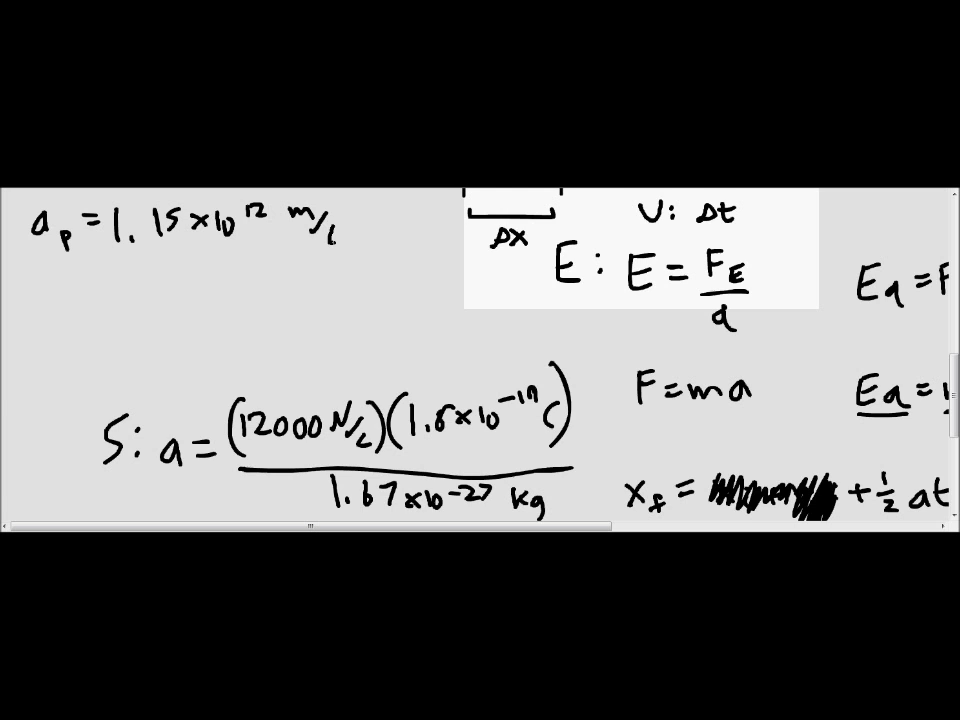 a_p = 1.15×10^12 m/
Δx
U: Δt
E: E = F_E / q
E q = F
F = ma
E q =
S: a = (12000 N/C)(1.6×10^-19 C) / 1.67×10^-27 kg
x_f = + 1/2 at